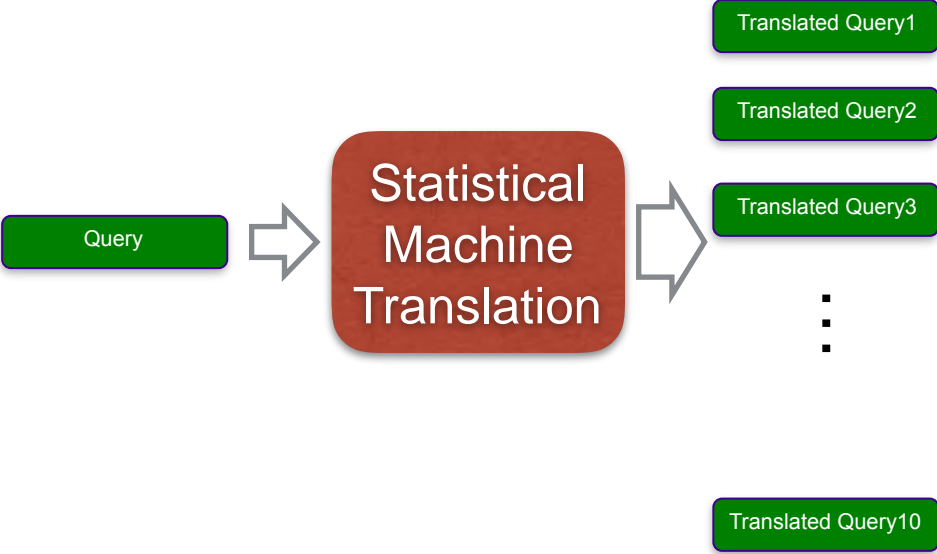 Query
Statistical
Machine
Translation
Translated Query1
Translated Query2
Translated Query3
Translated Query10